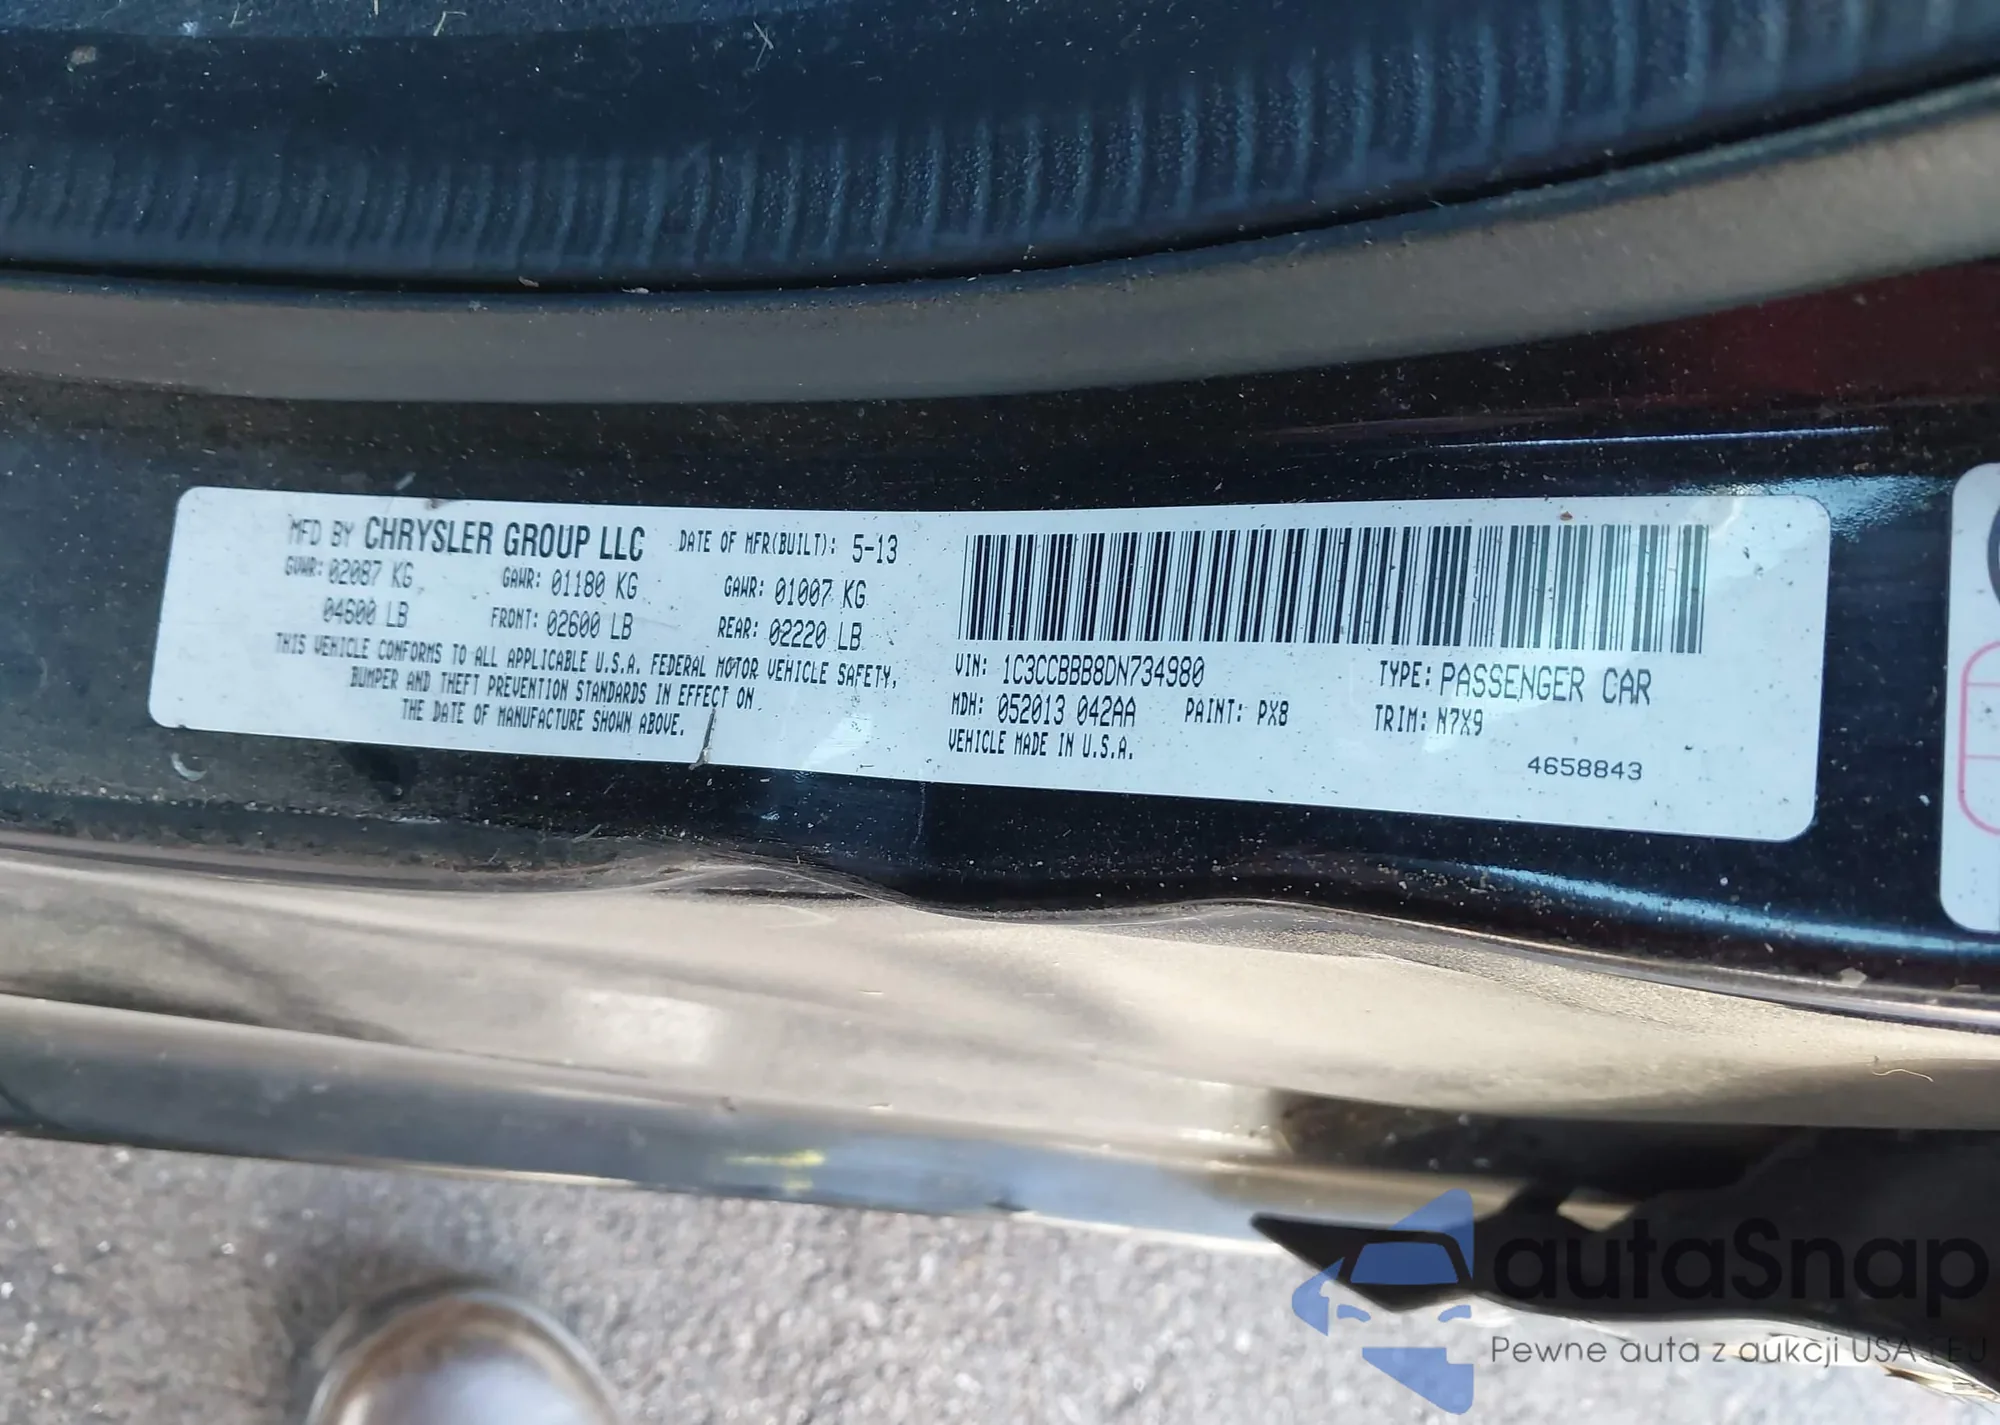 MFD BY CHRYSLER GROUP LLC DATE OF MFR(BUILT): 5-13
GVWR: 02087 KG GAWR: 01180 KG GAWR: 01007 KG
04600 LB FRONT: 02600 LB REAR: 02220 LB
THIS VEHICLE CONFORMS TO ALL APPLICABLE U.S.A. FEDERAL MOTOR VEHICLE SAFETY,
BUMPER AND THEFT PREVENTION STANDARDS IN EFFECT ON
THE DATE OF MANUFACTURE SHOWN ABOVE.
VIN: 1C3CCBBB8DN734980 TYPE: PASSENGER CAR
MDH: 052013 042AA PAINT: PX8 TRIM: N7X9
VEHICLE MADE IN U.S.A.
4658843
autaSnap
Pewne auta z aukcji USA i EU